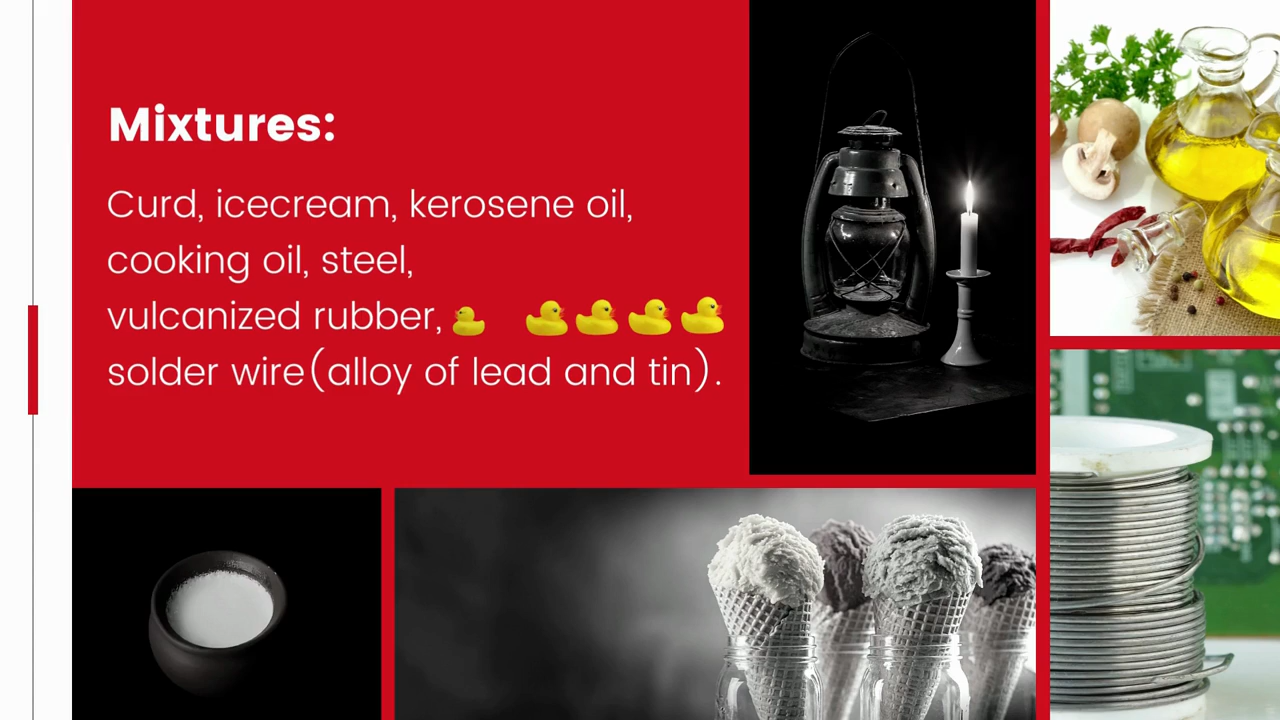 Mixtures:
Curd, icecream, kerosene oil,
cooking oil, steel,
vulcanized rubber,
solder wire(alloy of lead and tin).